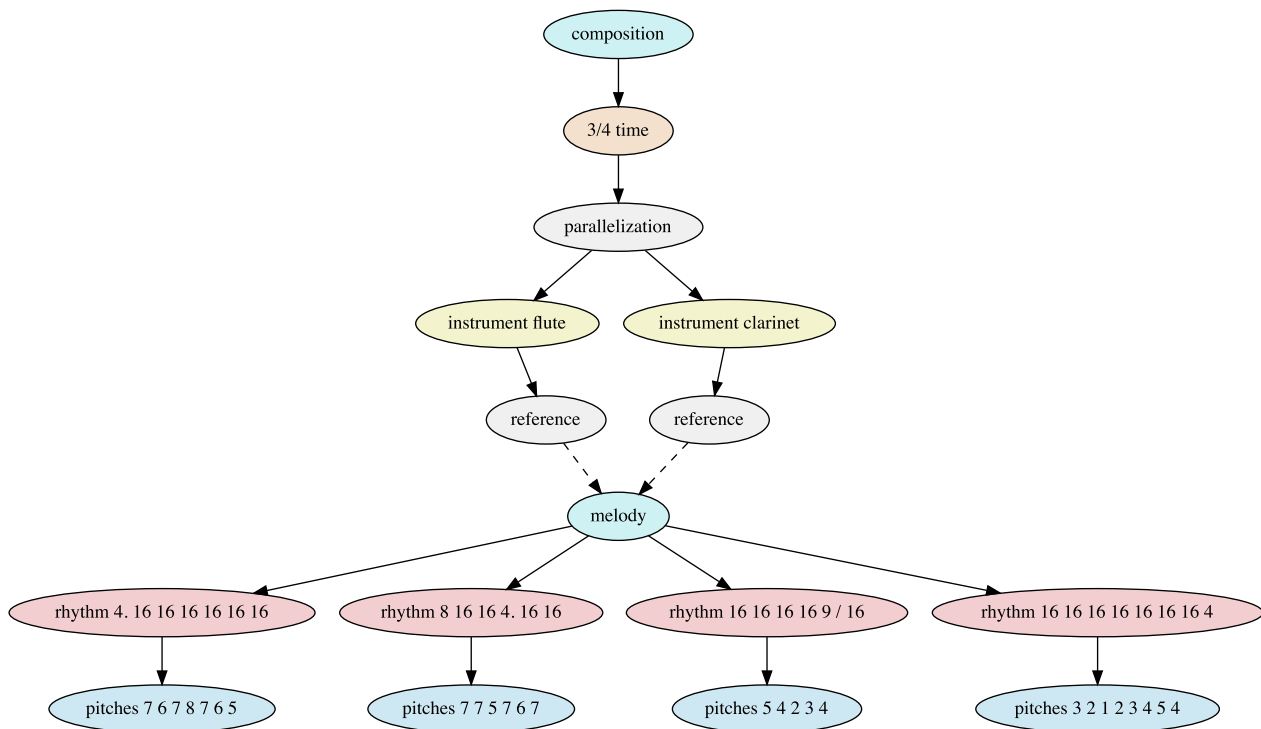 composition
3/4 time
parallelization
instrument flute
instrument clarinet
reference
reference
melody
rhythm 4. 16 16 16 16 16 16
rhythm 8 16 16 4. 16 16
rhythm 16 16 16 16 9 / 16
rhythm 16 16 16 16 16 16 16 4
pitches 7 6 7 8 7 6 5
pitches 7 7 5 7 6 7
pitches 5 4 2 3 4
pitches 3 2 1 2 3 4 5 4